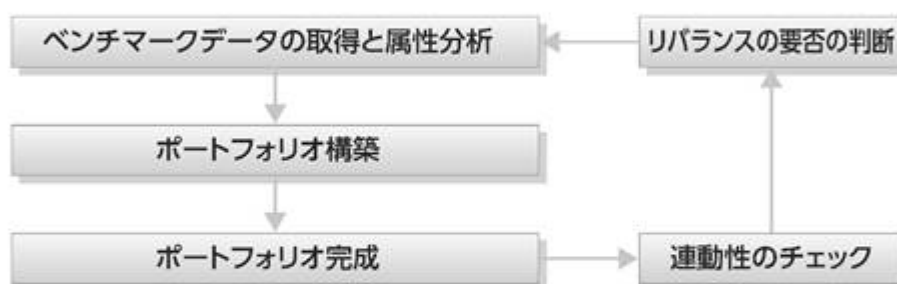 ベンチマークデータの取得と属性分析
リバランスの要否の判断
ポートフォリオ構築
ポートフォリオ完成
連動性のチェック